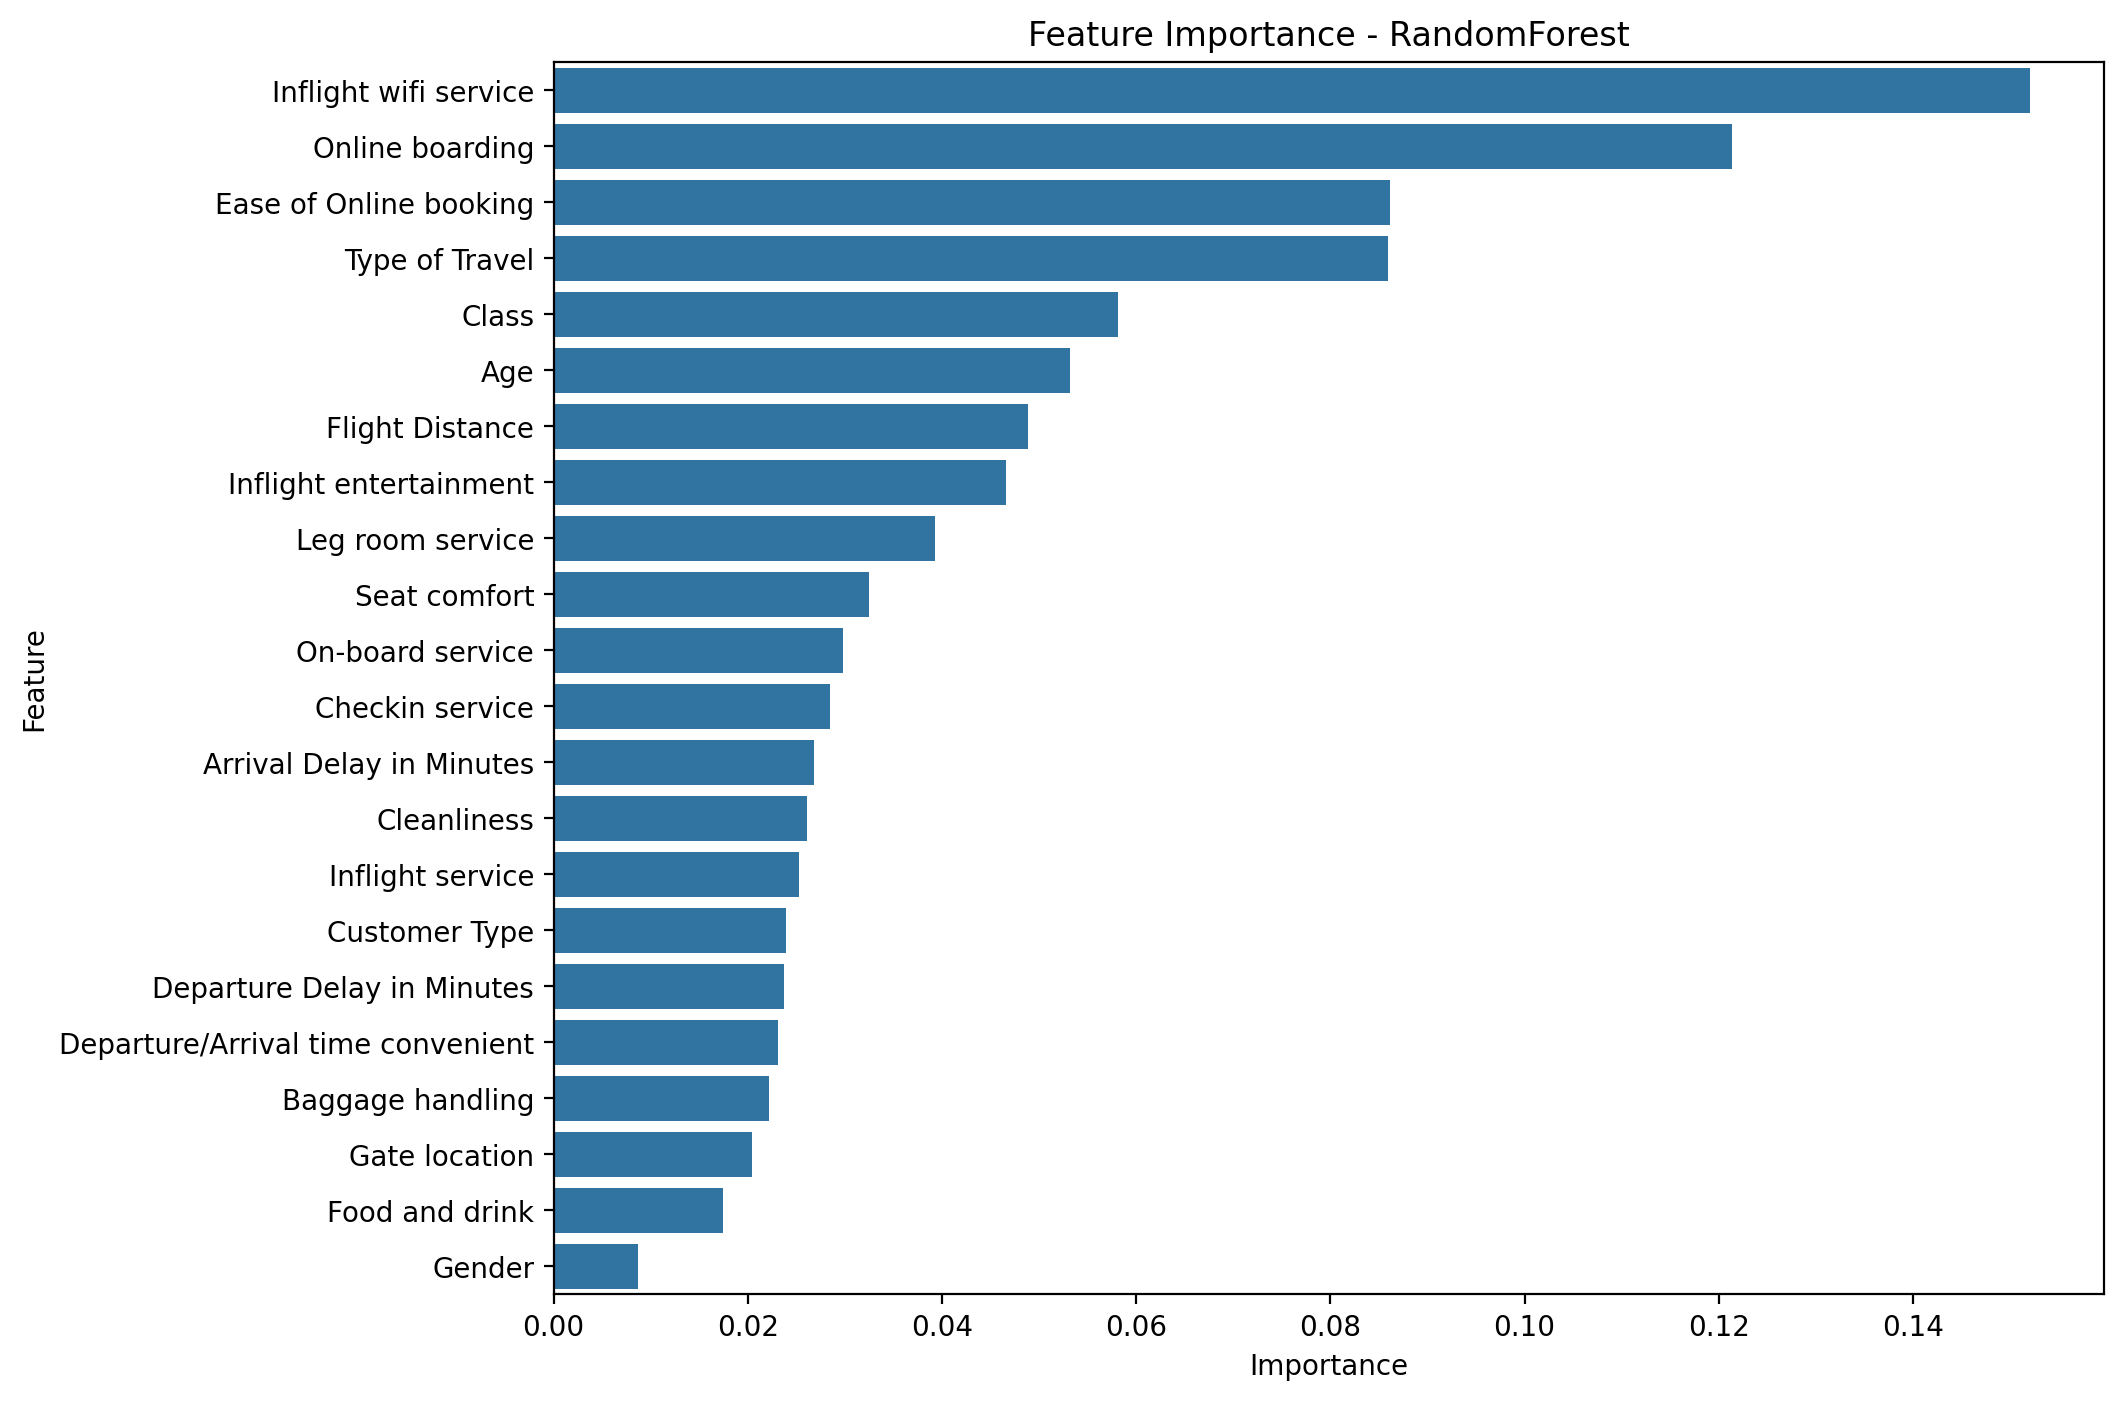 Feature Importance - RandomForest
Inflight wifi service
Online boarding
Ease of Online booking
Type of Travel
Class
Age
Flight Distance
Inflight entertainment
Leg room service
Seat comfort
On-board service
Checkin service
Arrival Delay in Minutes
Cleanliness
Inflight service
Customer Type
Departure Delay in Minutes
Departure/Arrival time convenient
Baggage handling
Gate location
Food and drink
Gender
Feature
0.00 0.02 0.04 0.06 0.08 0.10 0.12 0.14
Importance